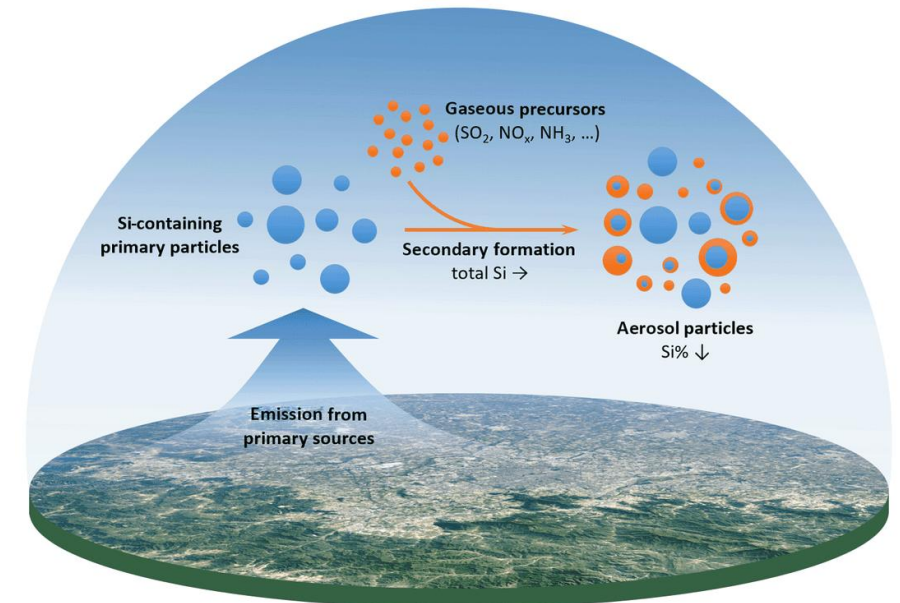 Gaseous precursors
(SO₂, NOₓ, NH₃, ...)
Si-containing
primary particles
Secondary formation
total Si →
Aerosol particles
Si% ↓
Emission from
primary sources